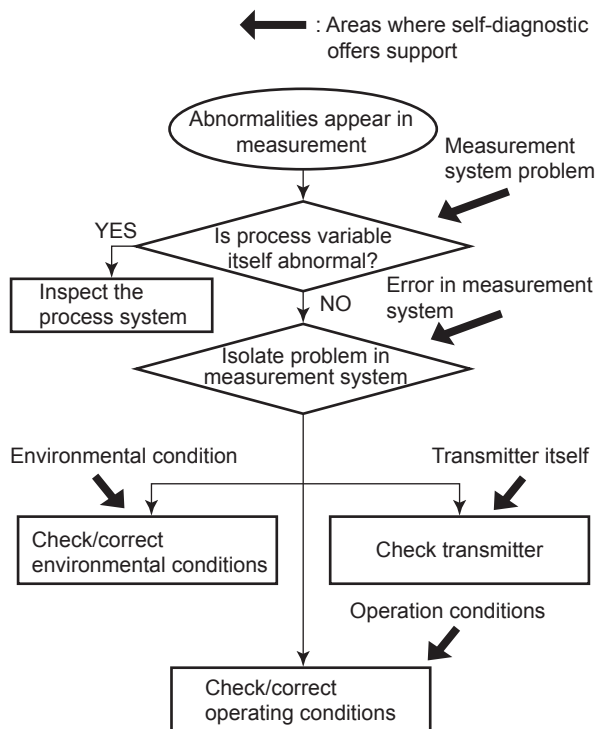 : Areas where self-diagnostic
offers support
Abnormalities appear in
measurement
Measurement
system problem
YES
Is process variable
itself abnormal?
Inspect the
process system
NO
Error in measurement
system
Isolate problem in
measurement system
Environmental condition
Transmitter itself
Check/correct
environmental conditions
Check transmitter
Operation conditions
Check/correct
operating conditions